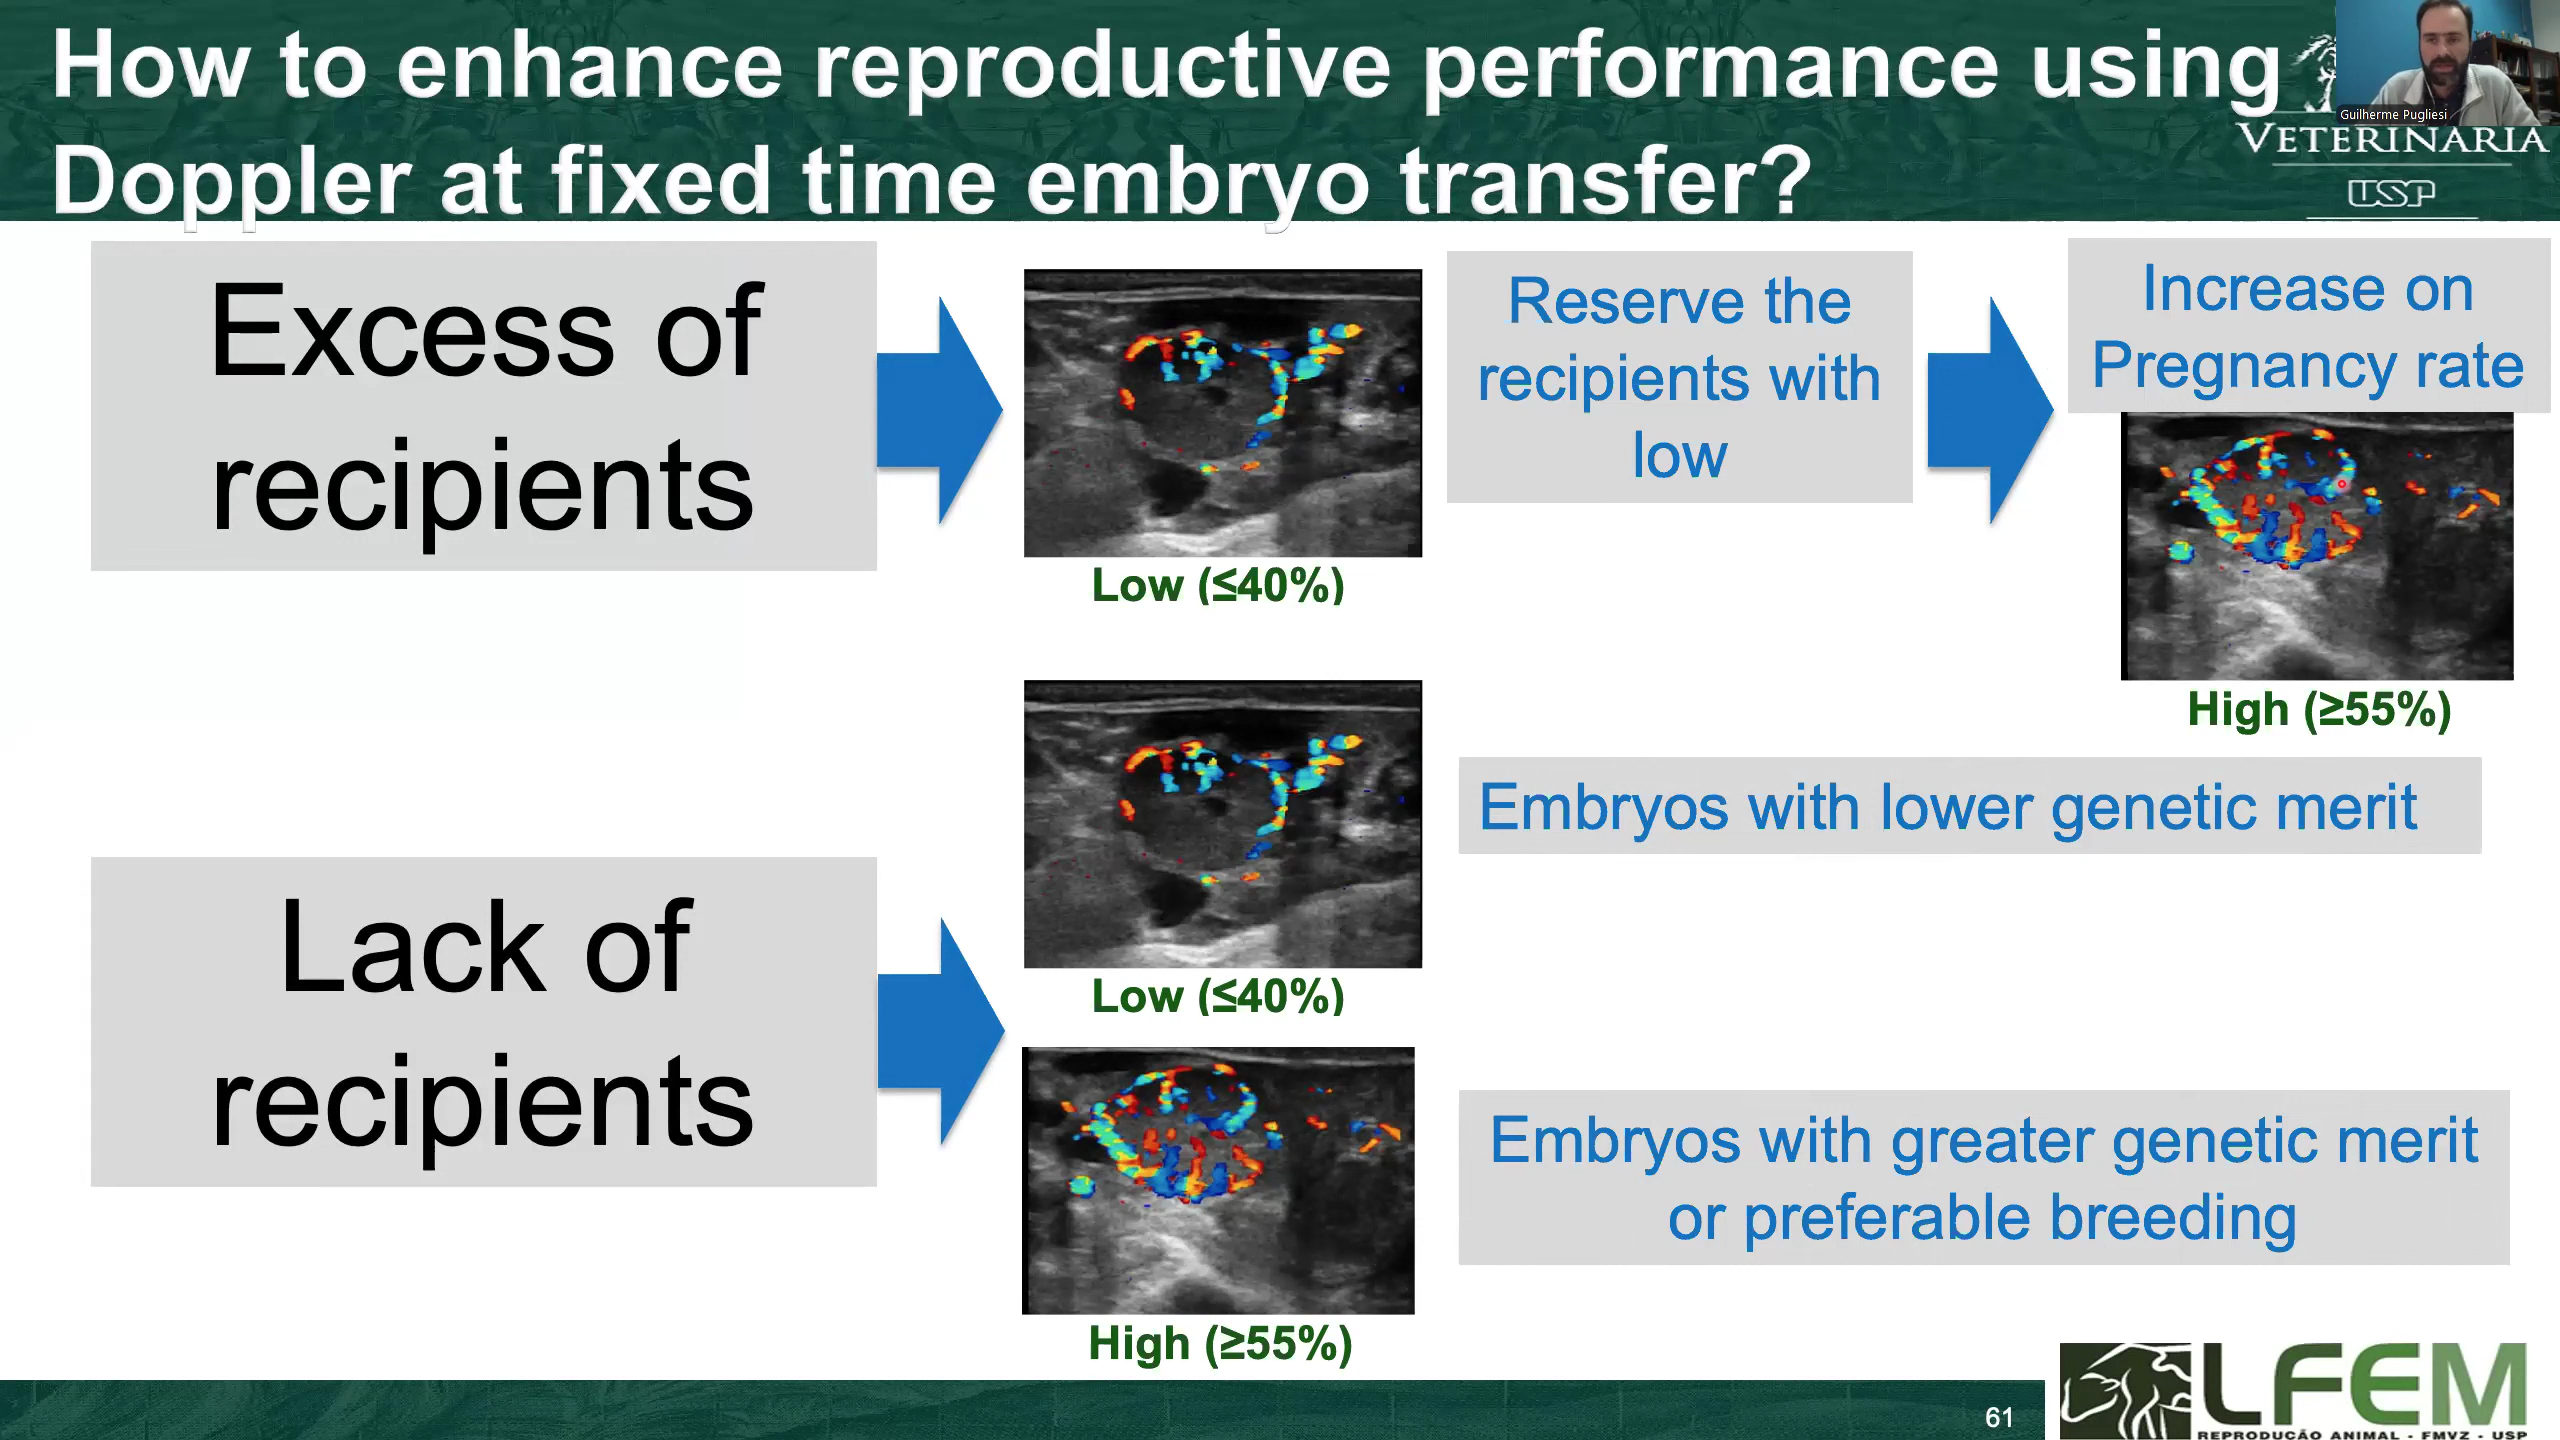 How to enhance reproductive performance using
Doppler at fixed time embryo transfer?
Guilherme Pugliesi
VETERINARIA
USP
Excess of
recipients
Low (≤40%)
Reserve the
recipients with
low
Increase on
Pregnancy rate
High (≥55%)
Lack of
recipients
Low (≤40%)
Embryos with lower genetic merit
High (≥55%)
Embryos with greater genetic merit
or preferable breeding
61
LFEM
REPRODUCÃO ANIMAL - FMVZ - USP